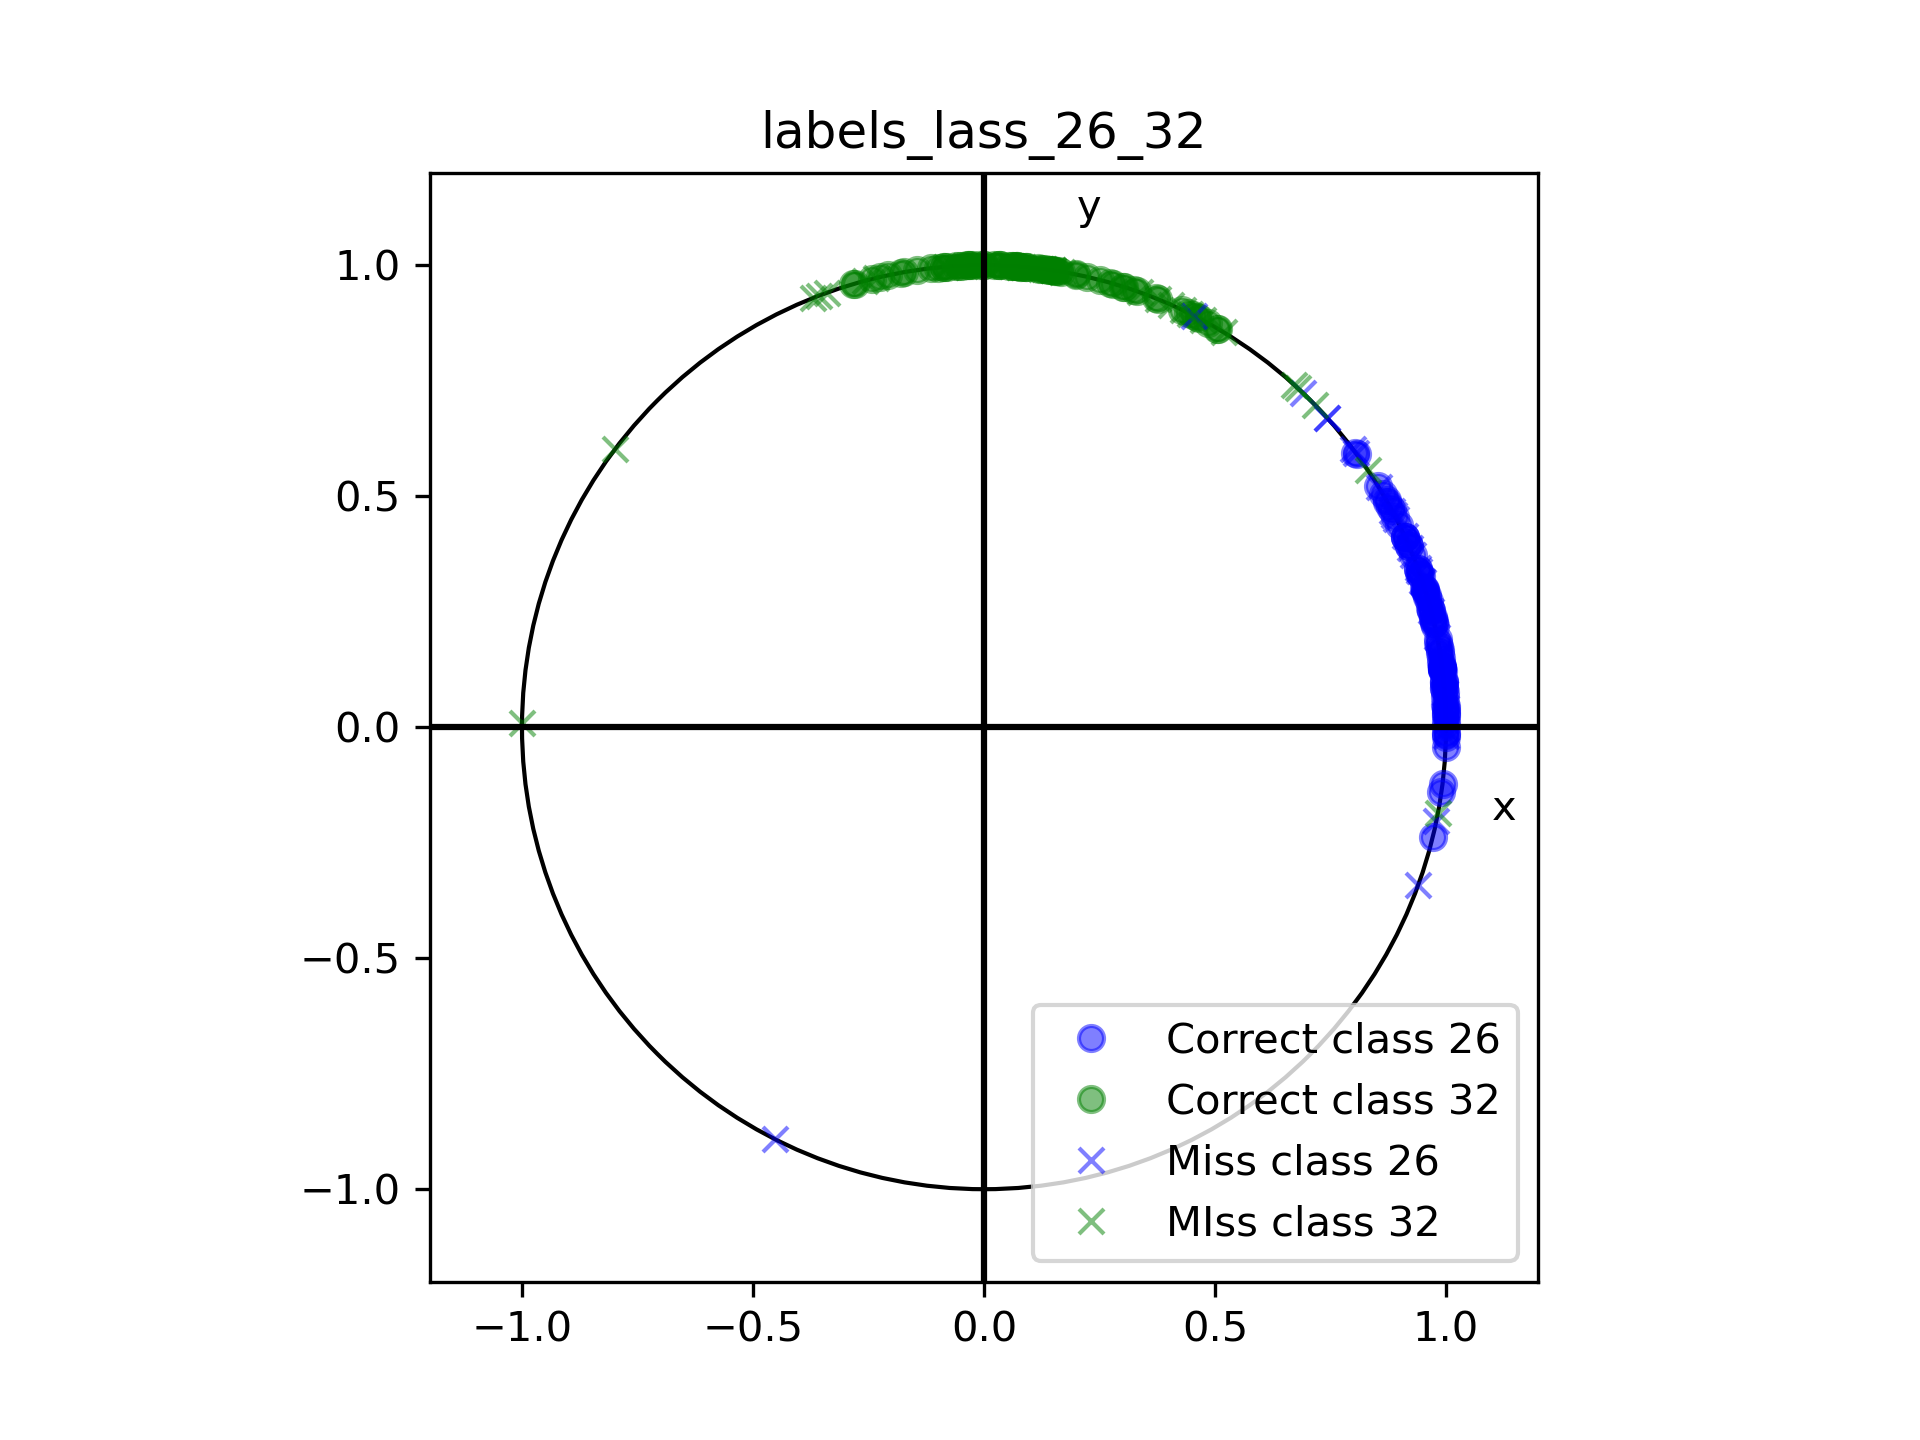 labels_lass_26_32
y
1.0
0.5
0.0
x
−0.5
−1.0
Correct class 26
Correct class 32
Miss class 26
MIss class 32
−1.0 −0.5 0.0 0.5 1.0